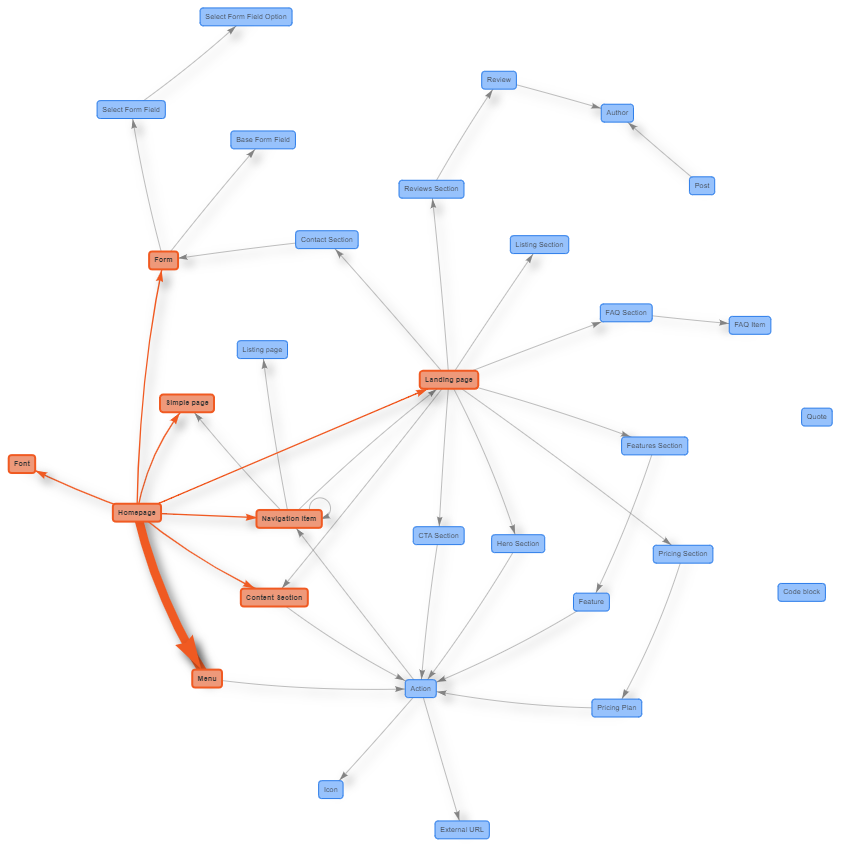 Select Form Field Option
Review
Select Form Field
Author
Base Form Field
Post
Reviews Section
Contact Section
Listing Section
Form
FAQ Section
FAQ Item
Listing page
Landing page
Simple page
Quote
Features Section
Font
Homepage
Navigation Item
CTA Section
Hero Section
Pricing Section
Code block
Content Section
Feature
Menu
Action
Pricing Plan
Icon
External URL